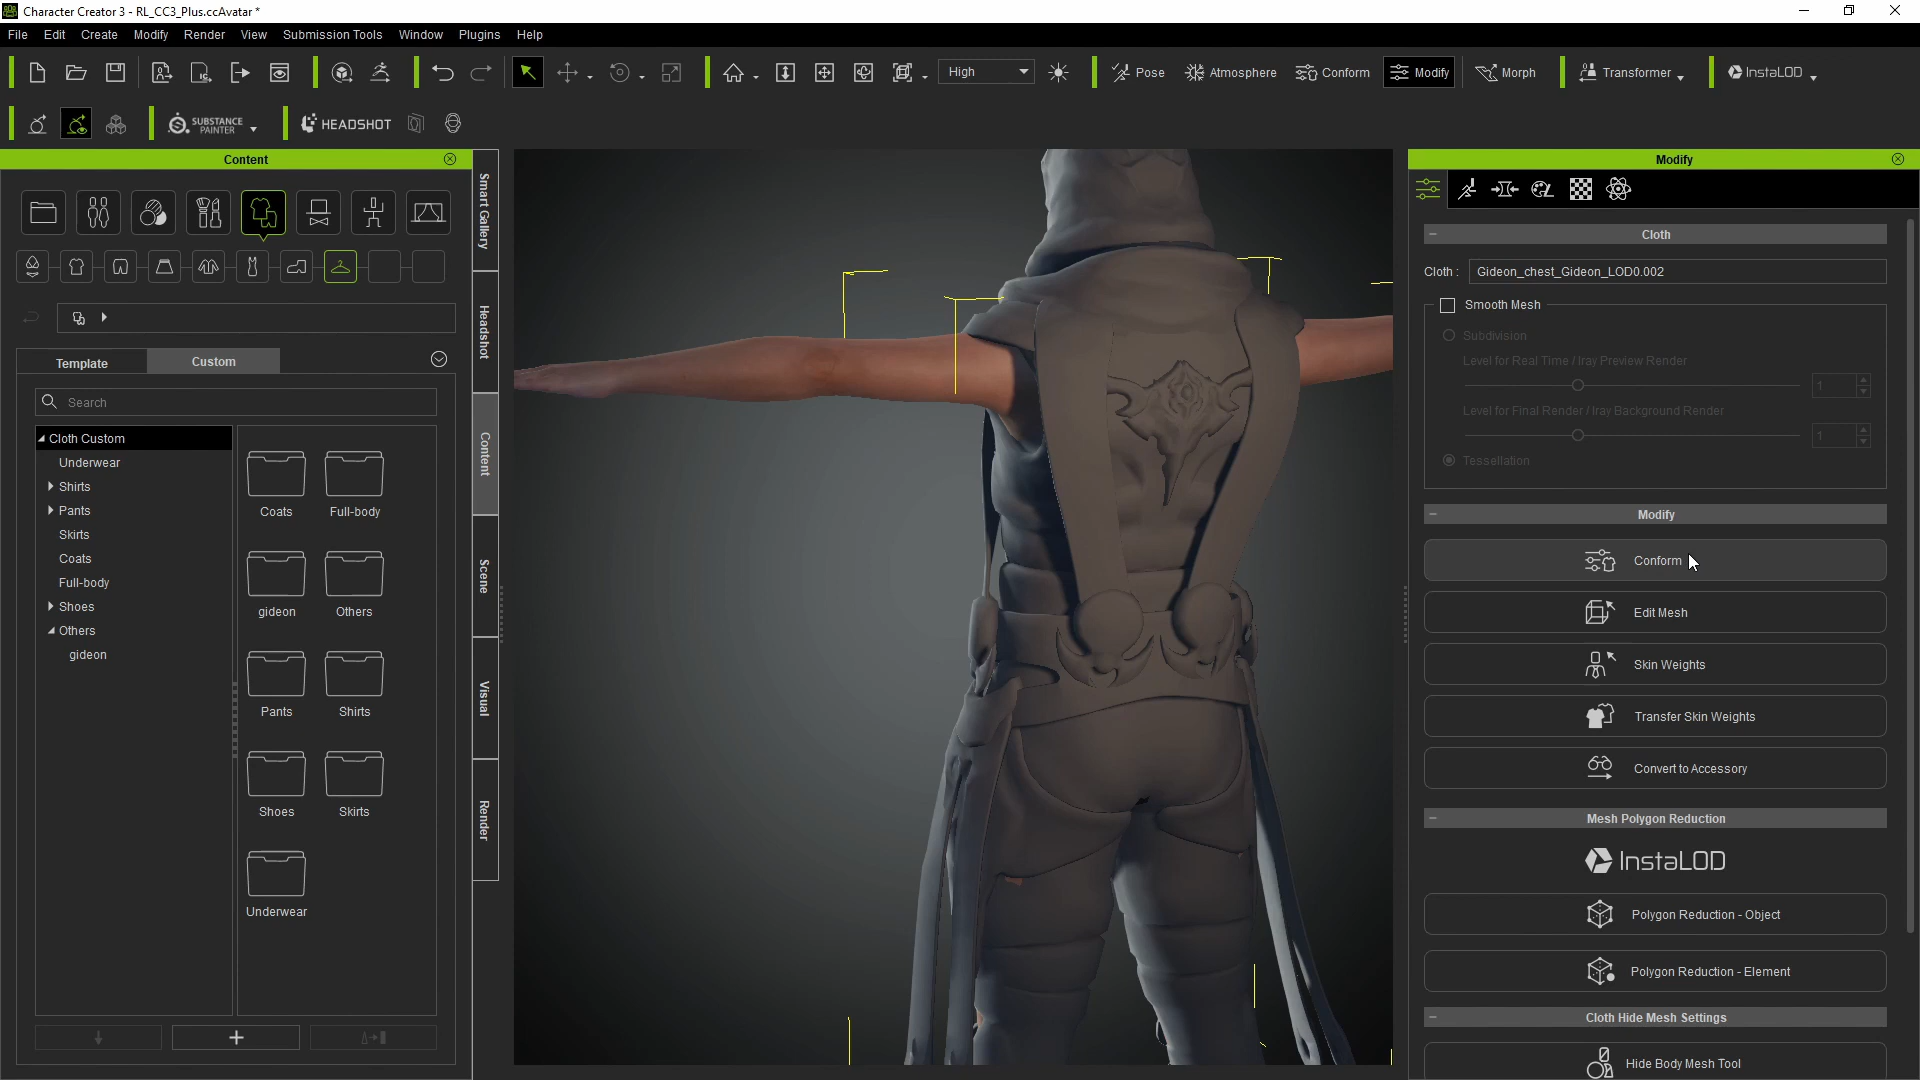 Character Creator 3 - RL_CC3_Plus.ccAvatar *
File Edit Create Modify Render View Submission Tools Window Plugins Help
High Pose Atmosphere Conform Modify Morph Transformer InstaLOD
SUBSTANCE PAINTER HEADSHOT
Content
Smart Gallery
Headshot
Content
Scene
Visual
Render
Template Custom
Search
Cloth Custom
Underwear
Shirts
Pants
Skirts
Coats
Full-body
Shoes
Others
gideon
Coats Full-body
gideon Others
Pants Shirts
Shoes Skirts
Underwear
Modify
Cloth
Cloth : Gideon_chest_Gideon_LOD0.002
Smooth Mesh
Subdivision
Level for Real Time / Iray Preview Render
1
Level for Final Render / Iray Background Render
1
Tessellation
Modify
Conform
Edit Mesh
Skin Weights
Transfer Skin Weights
Convert to Accessory
Mesh Polygon Reduction
InstaLOD
Polygon Reduction - Object
Polygon Reduction - Element
Cloth Hide Mesh Settings
Hide Body Mesh Tool